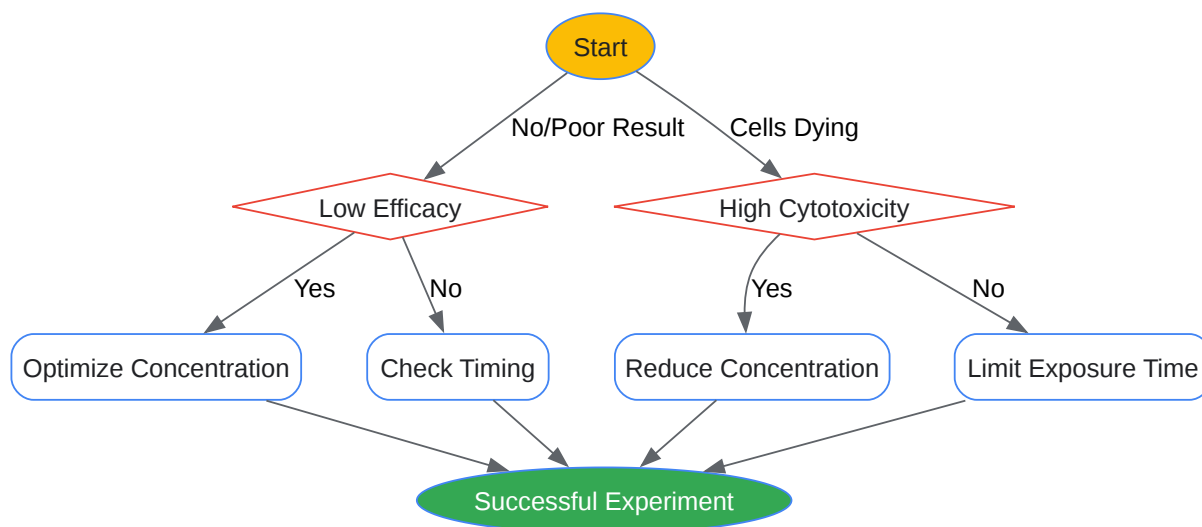 Start
No/Poor Result
Cells Dying
Low Efficacy
High Cytotoxicity
Yes
No
Yes
No
Optimize Concentration
Check Timing
Reduce Concentration
Limit Exposure Time
Successful Experiment